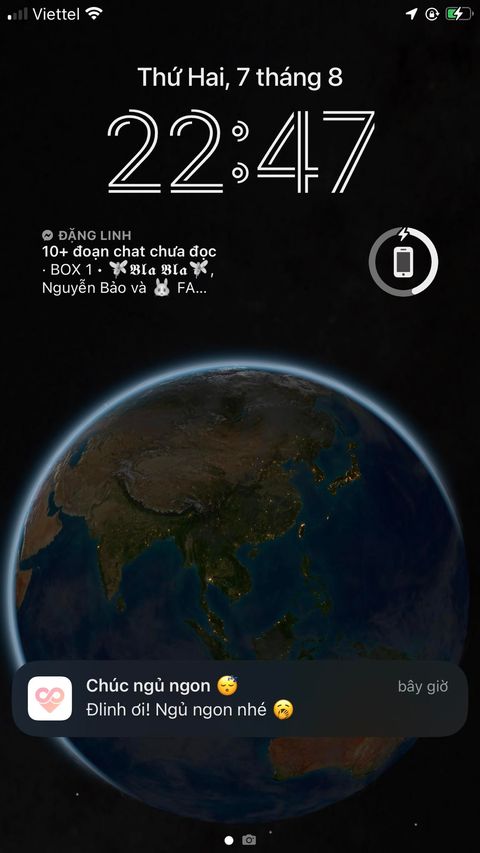 Viettel
Thứ Hai, 7 tháng 8
22:47
ĐẶNG LINH
10+ đoạn chat chưa đọc
· BOX 1 • 🦋𝕭𝖑𝖆 𝕭𝖑𝖆🦋,
Nguyễn Bảo và 🐰 FA...
Chúc ngủ ngon 😴
bây giờ
Đlinh ơi! Ngủ ngon nhé 🥱